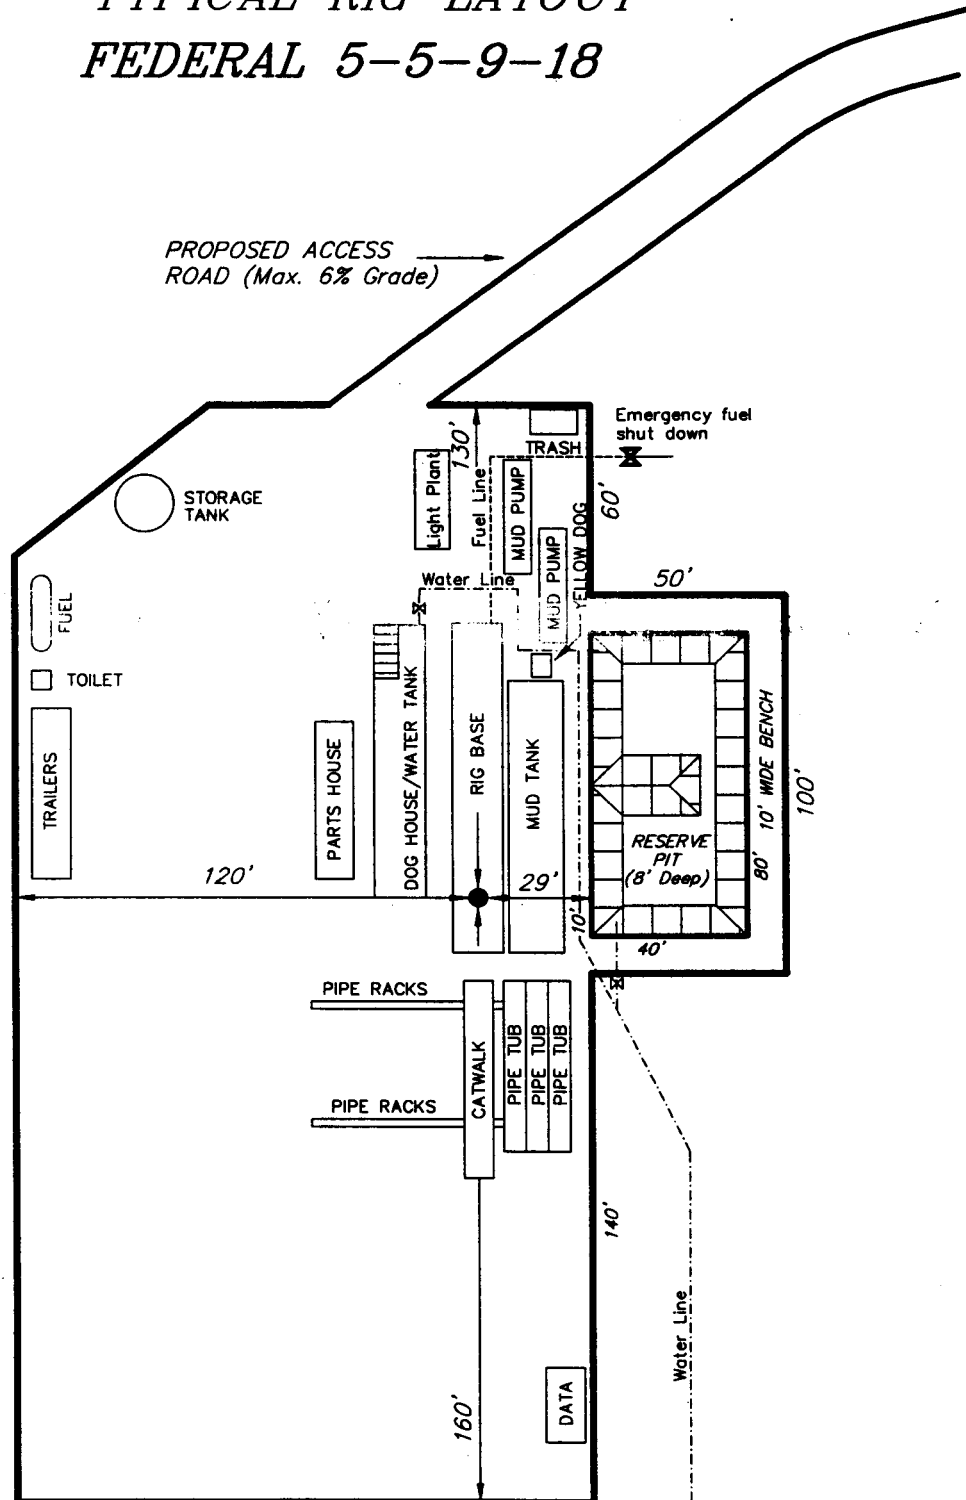 TYPICAL RIG LAYOUT
FEDERAL 5-5-9-18
PROPOSED ACCESS
ROAD (Max. 6% Grade)
Emergency fuel
shut down
TRASH
130'
60'
STORAGE
TANK
Light Plant
Fuel Line
MUD PUMP
MUD PUMP
YELLOW DOG
Water Line
50'
FUEL
TOILET
TRAILERS
PARTS HOUSE
DOG HOUSE/WATER TANK
RIG BASE
MUD TANK
10' WIDE BENCH
100'
RESERVE
PIT
(8' Deep)
80'
120'
29'
10'
40'
PIPE RACKS
CATWALK
PIPE TUB
PIPE TUB
PIPE TUB
PIPE RACKS
140'
Water Line
160'
DATA